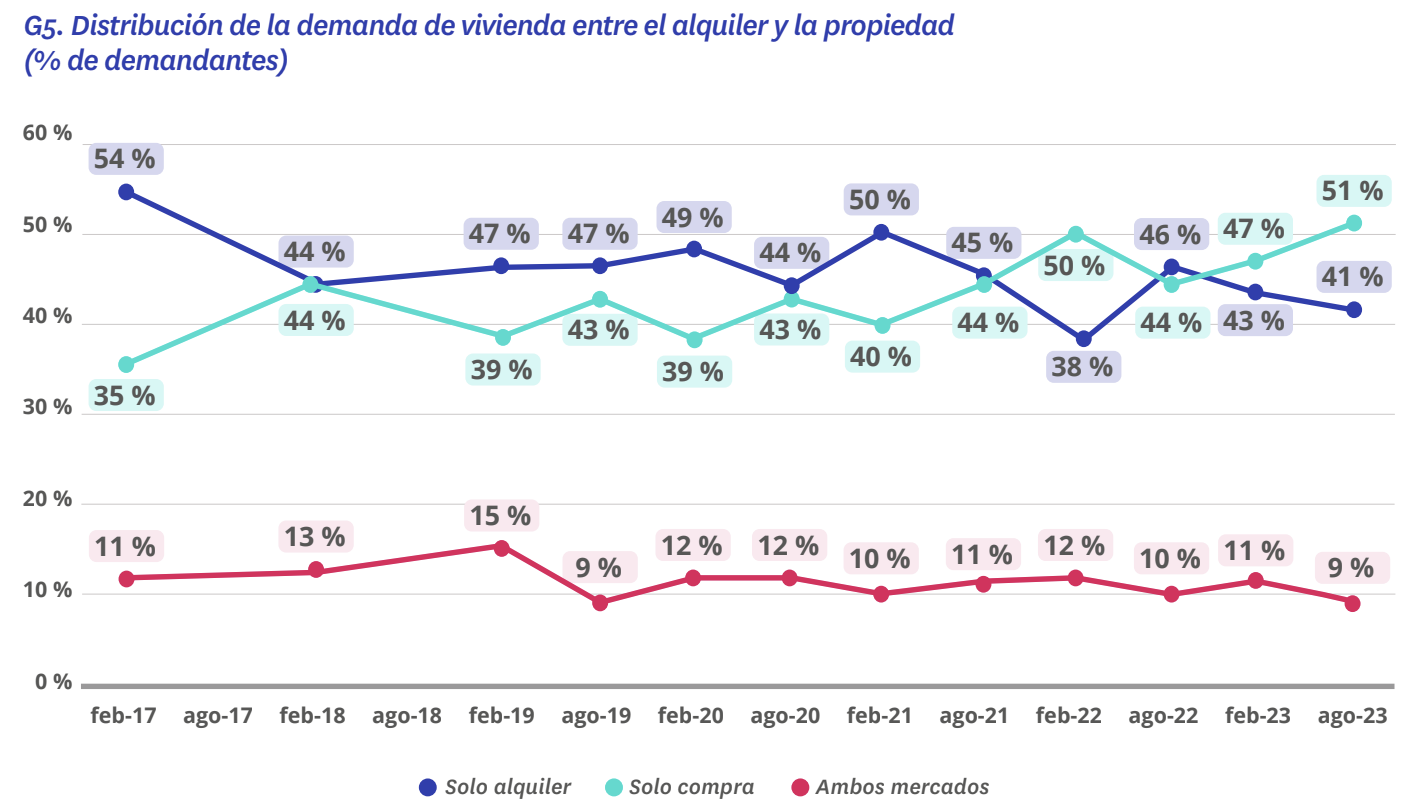 G5. Distribución de la demanda de vivienda entre el alquiler y la propiedad
(% de demandantes)
60 %
50 %
40 %
30 %
20 %
10 %
0 %
54 % 44 % 47 % 47 % 49 % 44 % 50 % 45 % 38 % 46 % 43 % 41 %
35 % 44 % 39 % 43 % 39 % 43 % 40 % 44 % 50 % 44 % 47 % 51 %
11 % 13 % 15 % 9 % 12 % 12 % 10 % 11 % 12 % 10 % 11 % 9 %
feb-17 ago-17 feb-18 ago-18 feb-19 ago-19 feb-20 ago-20 feb-21 ago-21 feb-22 ago-22 feb-23 ago-23
Solo alquiler Solo compra Ambos mercados